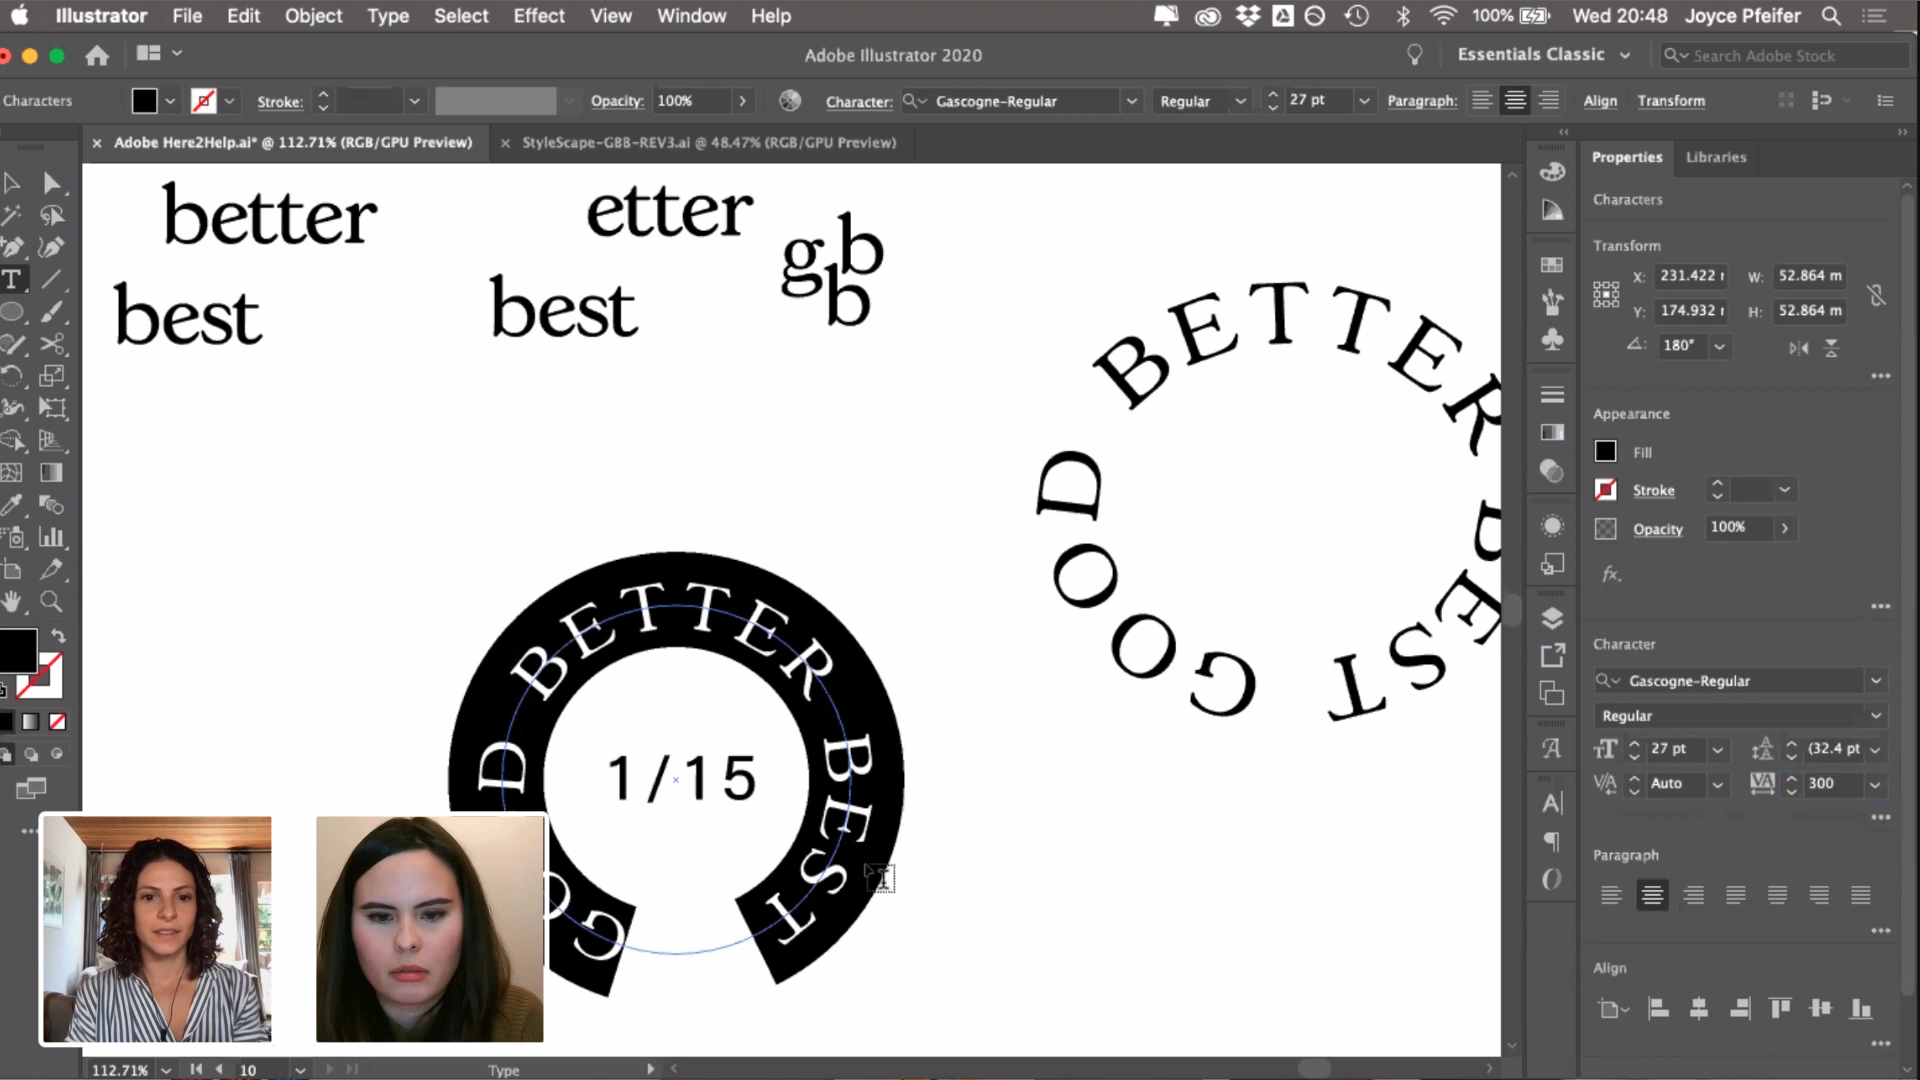 Illustrator File Edit Object Type Select Effect View Window Help
100% Wed 20:48 Joyce Pfeifer
Adobe Illustrator 2020
Essentials Classic
Search Adobe Stock
Characters
Stroke:
Opacity: 100%
Character: Gascogne-Regular
Regular
27 pt
Paragraph:
Align
Transform
Adobe Here2Help.ai* @ 112.71% (RGB/GPU Preview)
StyleScape-GBB-REV3.ai @ 48.47% (RGB/GPU Preview)
better
etter
gb
b
best
best
GOOD BETTER BEST
D BETTER BEST
GO
1/15
Properties
Libraries
Characters
Transform
X: 231.422
W: 52.864 m
Y: 174.932
H: 52.864 m
180°
Appearance
Fill
Stroke
Opacity 100%
fx.
Character
Gascogne-Regular
Regular
27 pt
(32.4 pt
Auto
300
Paragraph
Align
112.71%
10
Type